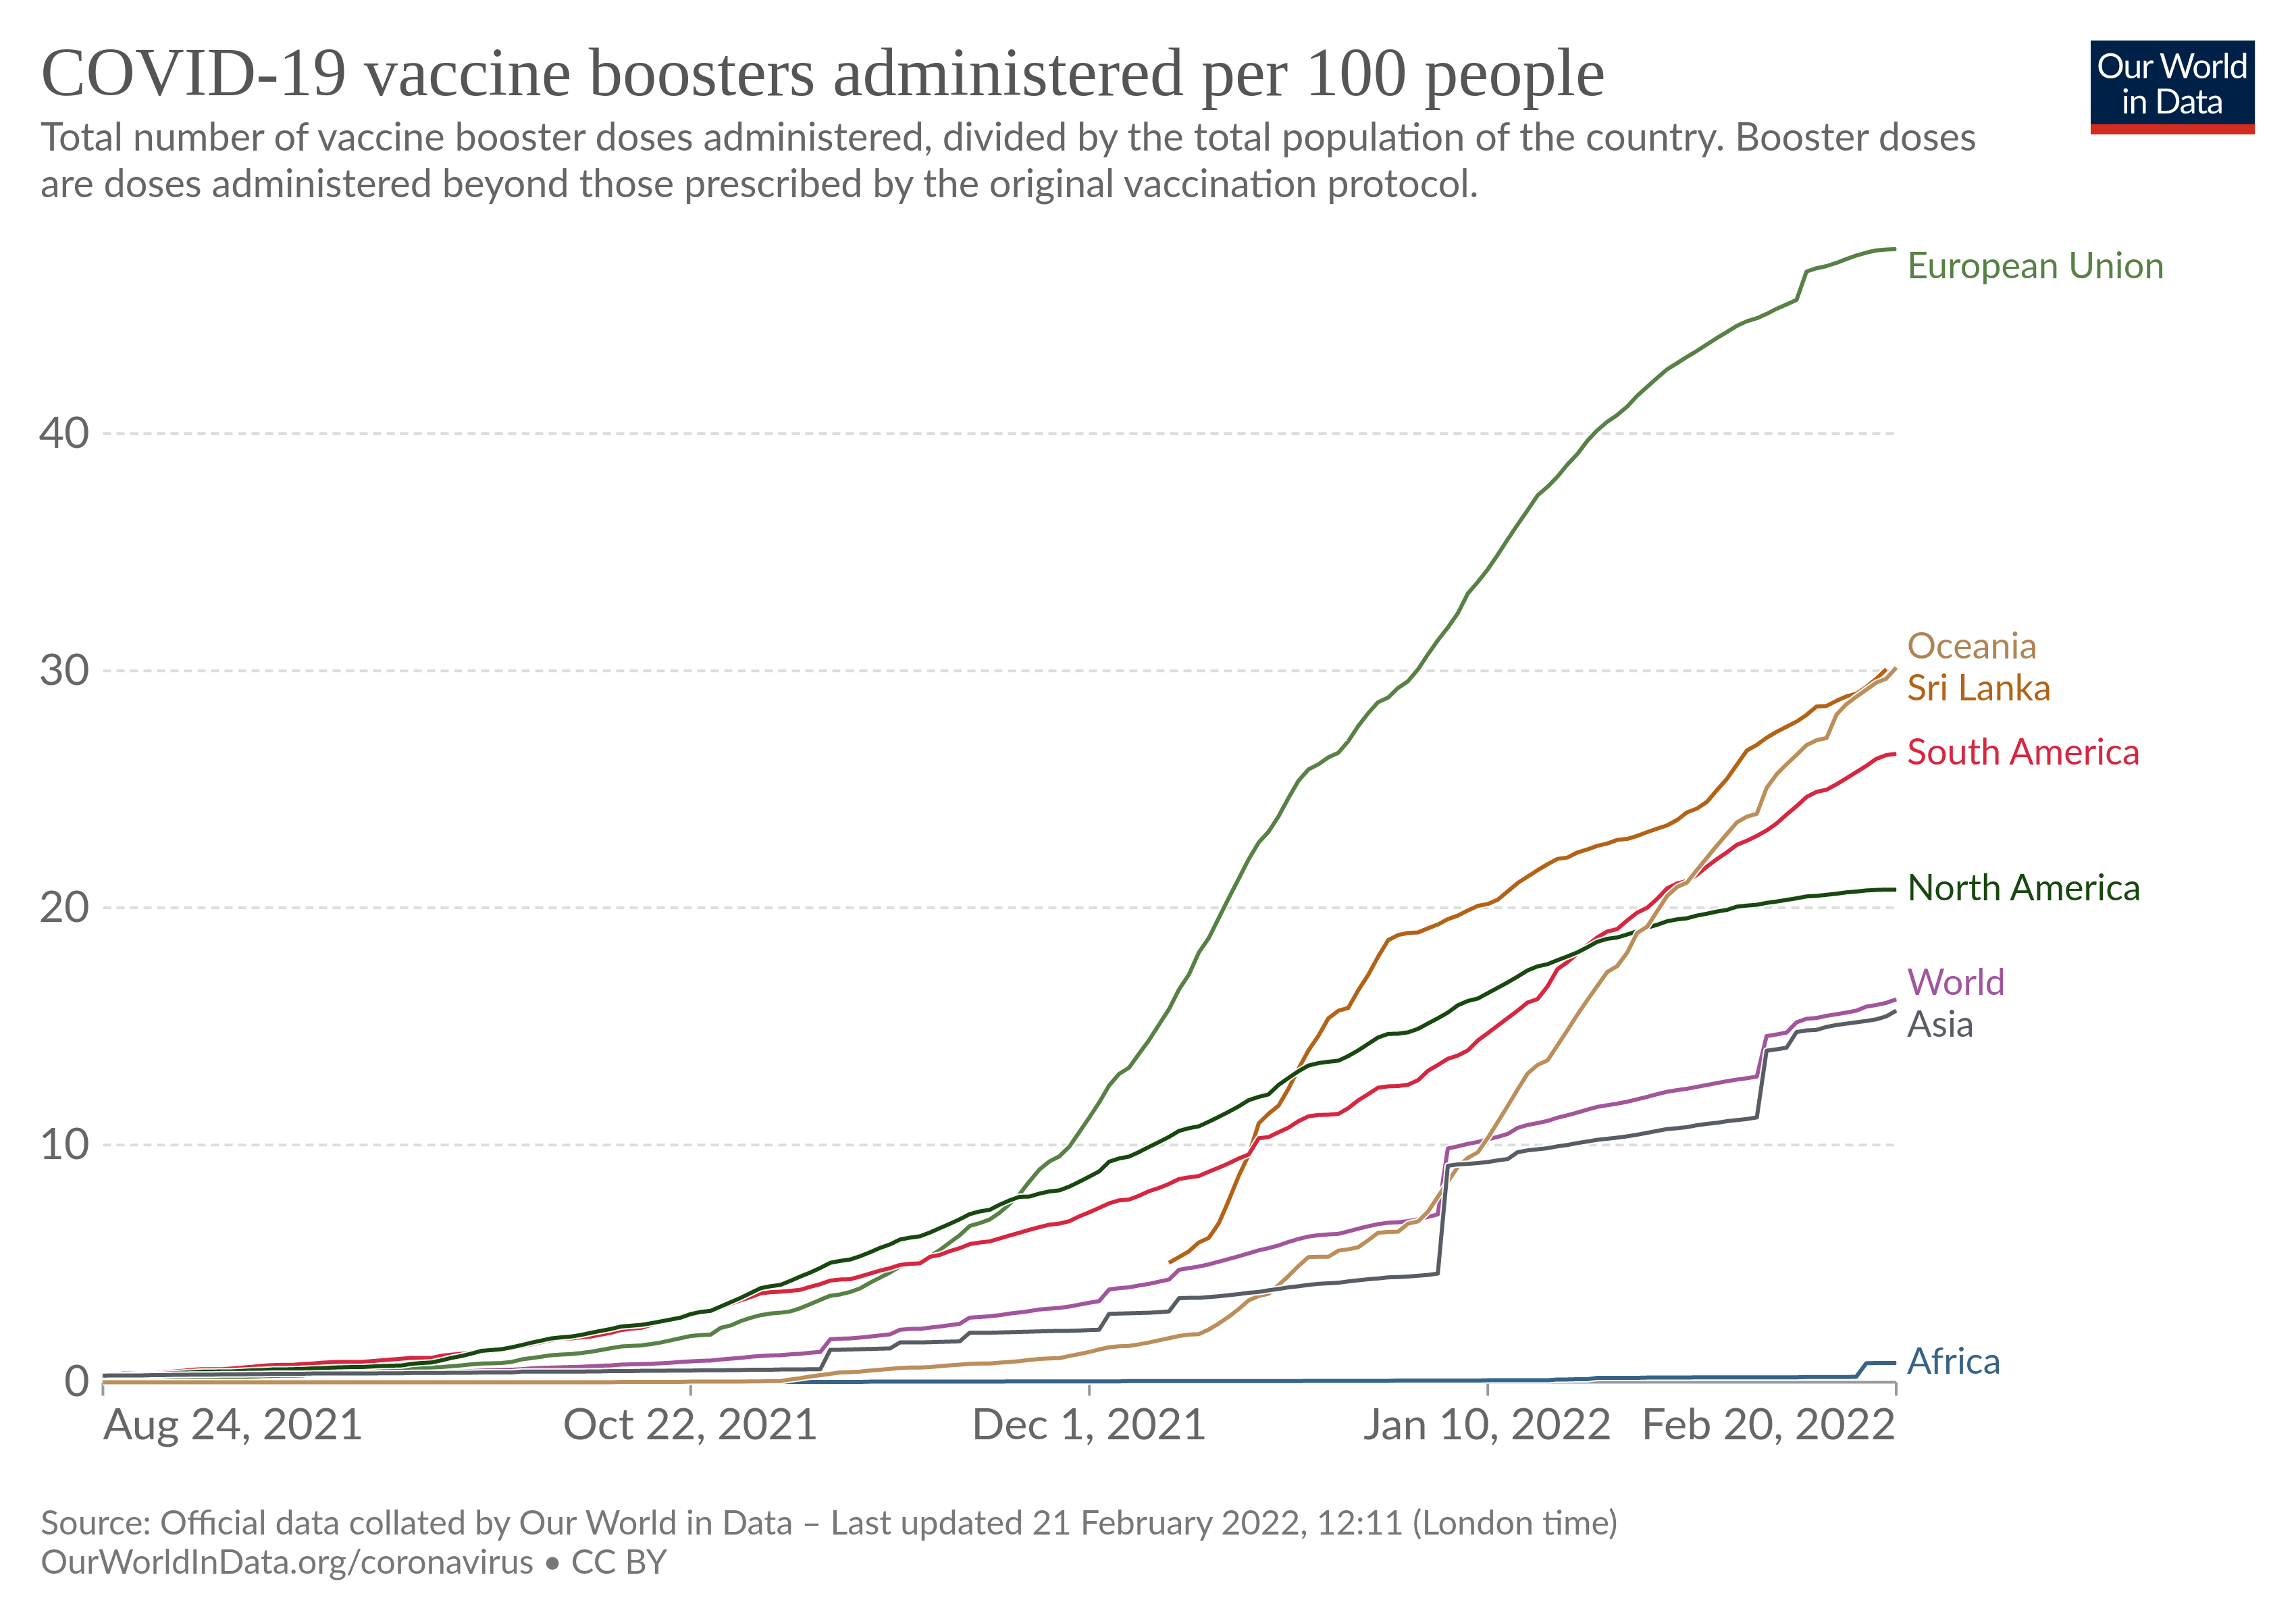 COVID-19 vaccine boosters administered per 100 people
Our World
in Data
Total number of vaccine booster doses administered, divided by the total population of the country. Booster doses
are doses administered beyond those prescribed by the original vaccination protocol.
European Union
40
Oceania
30
Sri Lanka
South America
North America
20
World
Asia
10
Africa
0
Aug 24, 2021
Oct 22, 2021
Dec 1, 2021
Jan 10, 2022
Feb 20, 2022
Source: Official data collated by Our World in Data – Last updated 21 February 2022, 12:11 (London time)
OurWorldInData.org/coronavirus • CC BY